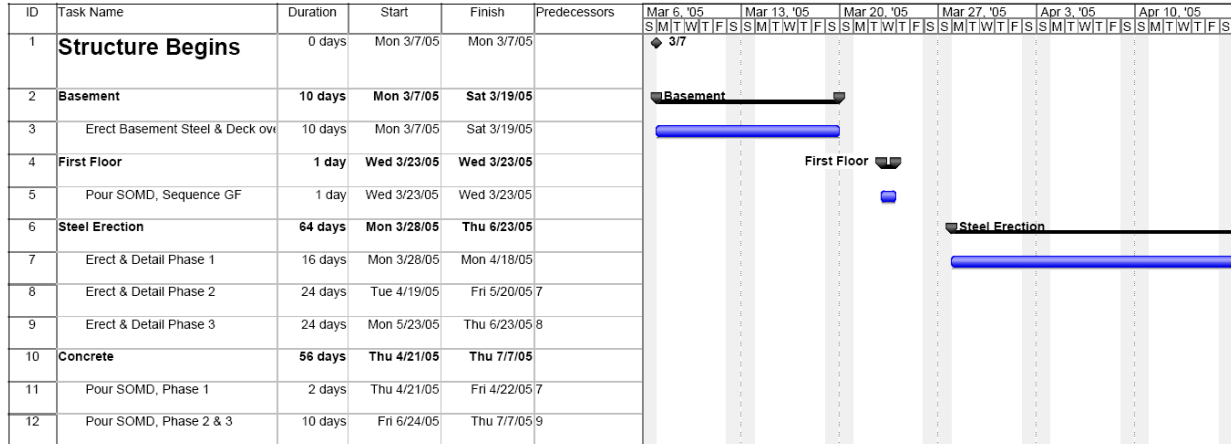 ID Task Name Duration Start Finish Predecessors Mar 6, '05 Mar 13, '05 Mar 20, '05 Mar 27, '05 Apr 3, '05 Apr 10, '05
S M T W T F S S M T W T F S S M T W T F S S M T W T F S S M T W T F S S M T W T F S
1 Structure Begins 0 days Mon 3/7/05 Mon 3/7/05 3/7
2 Basement 10 days Mon 3/7/05 Sat 3/19/05 Basement
3 Erect Basement Steel & Deck ove 10 days Mon 3/7/05 Sat 3/19/05
4 First Floor 1 day Wed 3/23/05 Wed 3/23/05 First Floor
5 Pour SOMD, Sequence GF 1 day Wed 3/23/05 Wed 3/23/05
6 Steel Erection 64 days Mon 3/28/05 Thu 6/23/05 Steel Erection
7 Erect & Detail Phase 1 16 days Mon 3/28/05 Mon 4/18/05
8 Erect & Detail Phase 2 24 days Tue 4/19/05 Fri 5/20/05 7
9 Erect & Detail Phase 3 24 days Mon 5/23/05 Thu 6/23/05 8
10 Concrete 56 days Thu 4/21/05 Thu 7/7/05
11 Pour SOMD, Phase 1 2 days Thu 4/21/05 Fri 4/22/05 7
12 Pour SOMD, Phase 2 & 3 10 days Fri 6/24/05 Thu 7/7/05 9